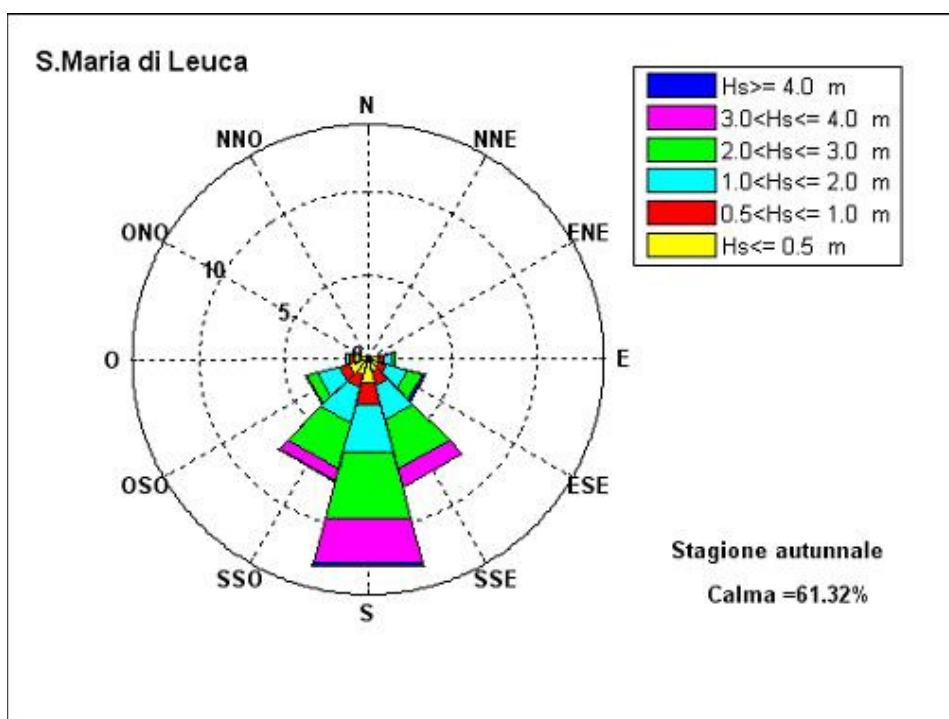 S.Maria di Leuca
Hs>= 4.0 m
3.0<Hs<= 4.0 m
2.0<Hs<= 3.0 m
1.0<Hs<= 2.0 m
0.5<Hs<= 1.0 m
Hs<= 0.5 m
N
NNO
NNE
ONO
ENE
10
5
O
E
OSO
ESE
SSO
SSE
S
Stagione autunnale
Calma =61.32%